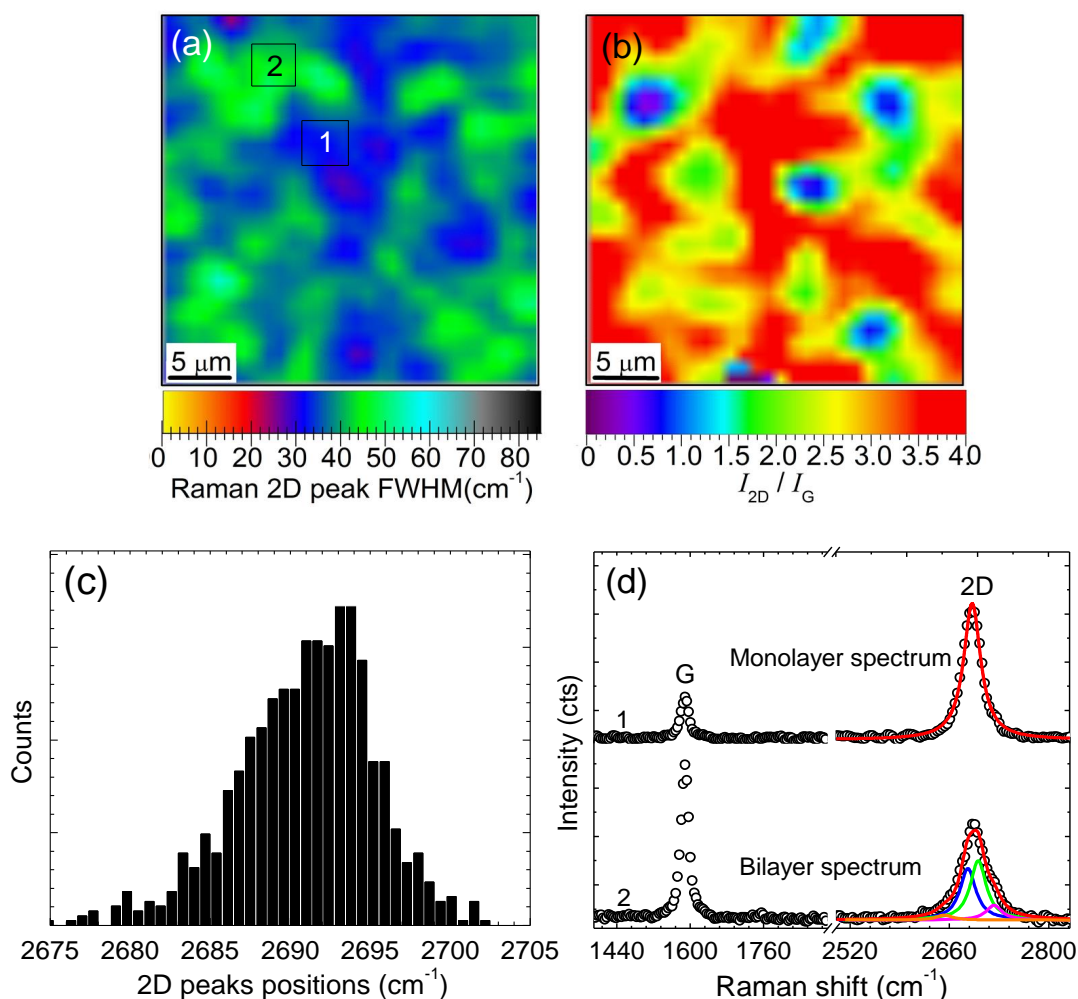 (a)
2
1
5 μm
0 10 20 30 40 50 60 70 80
Raman 2D peak FWHM(cm⁻¹)
(b)
5 μm
0 0.5 1.0 1.5 2.0 2.5 3.0 3.5 4.0
I₂D / I_G
(c)
Counts
2675 2680 2685 2690 2695 2700 2705
2D peaks positions (cm⁻¹)
(d)
2D
Monolayer spectrum
G
1
Bilayer spectrum
2
Intensity (cts)
1440 1600 1760 2520 2660 2800
Raman shift (cm⁻¹)